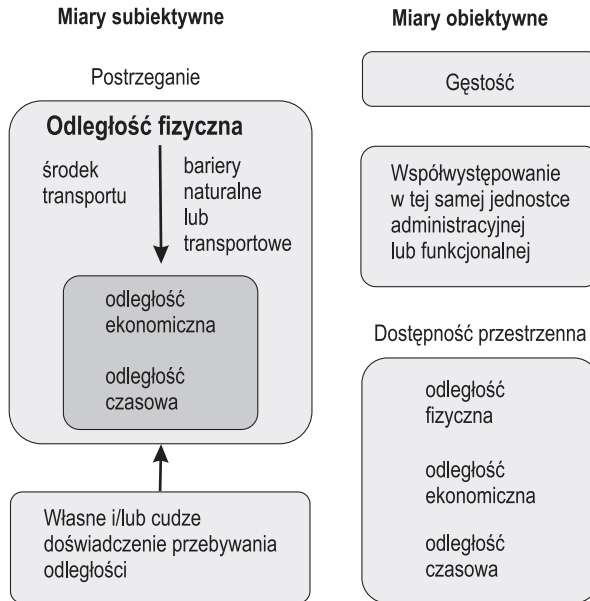 Miary subiektywne
Postrzeganie
Odległość fizyczna
środek
transportu
bariery
naturalne
lub
transportowe
odległość
ekonomiczna
odległość
czasowa
Własne i/lub cudze
doświadczenie przebywania
odległości
Miary obiektywne
Gęstość
Współwystępowanie
w tej samej jednostce
administracyjnej
lub funkcjonalnej
Dostępność przestrzenna
odległość
fizyczna
odległość
ekonomiczna
odległość
czasowa